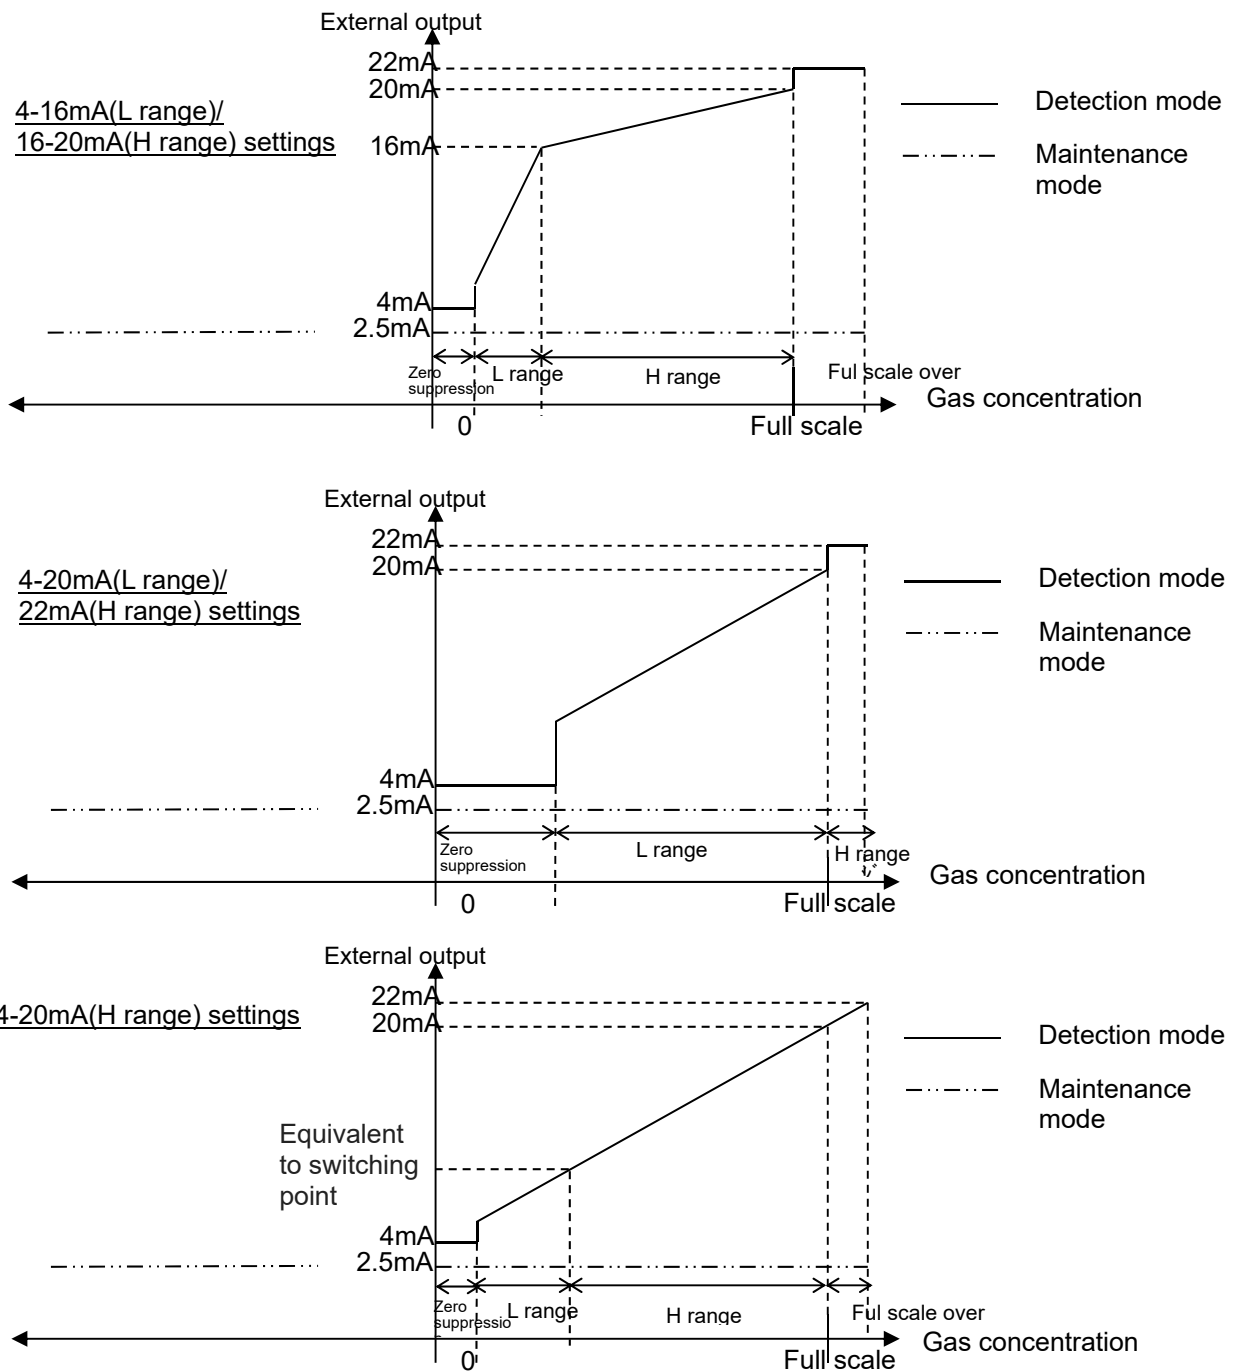 External output
22mA
20mA
4-16mA(L range)/
16-20mA(H range) settings
16mA
Detection mode
Maintenance
mode
4mA
2.5mA
Zero
suppression
L range
H range
Ful scale over
Gas concentration
0
Full scale
External output
22mA
20mA
4-20mA(L range)/
22mA(H range) settings
Detection mode
Maintenance
mode
4mA
2.5mA
Zero
suppression
L range
H range
Gas concentration
0
Full scale
External output
22mA
4-20mA(H range) settings
20mA
Detection mode
Maintenance
mode
Equivalent
to switching
point
4mA
2.5mA
Zero
suppressio
L range
H range
Ful scale over
Gas concentration
0
Full scale